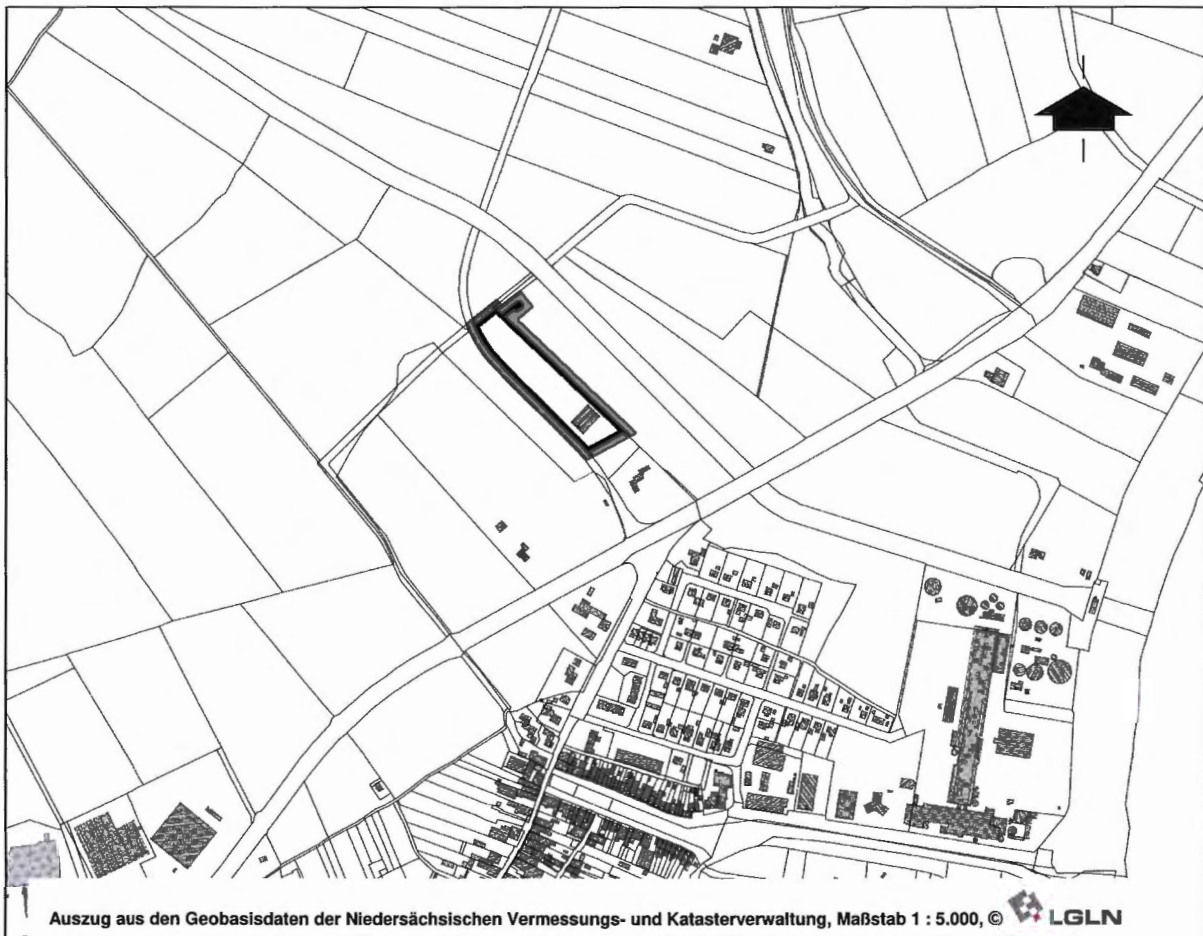 Auszug aus den Geobasisdaten der Niedersächsischen Vermessungs- und Katasterverwaltung, Maßstab 1 : 5.000, © LGLN